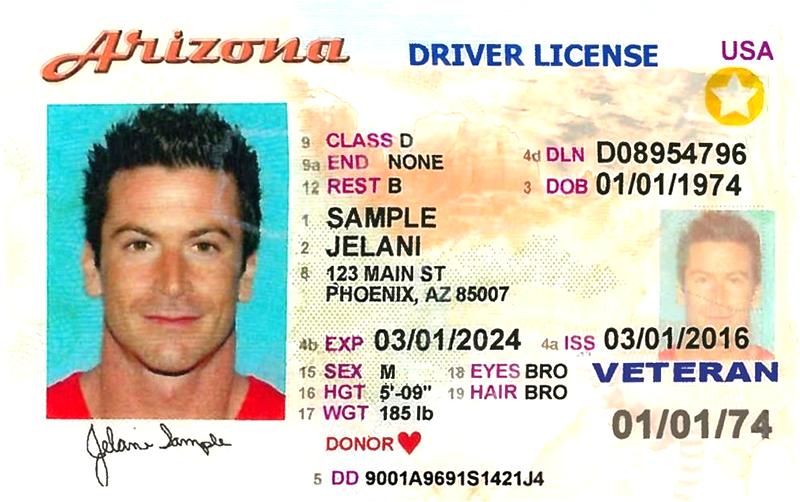 Arizona DRIVER LICENSE USA
9 CLASS D
9a END NONE 4d DLN D08954796
12 REST B 3 DOB 01/01/1974
1 SAMPLE
2 JELANI
8 123 MAIN ST
PHOENIX, AZ 85007
4b EXP 03/01/2024 4a ISS 03/01/2016
15 SEX M 18 EYES BRO VETERAN
16 HGT 5'-09" 19 HAIR BRO
17 WGT 185 lb 01/01/74
DONOR
Jelani Sample
5 DD 9001A9691S1421J4